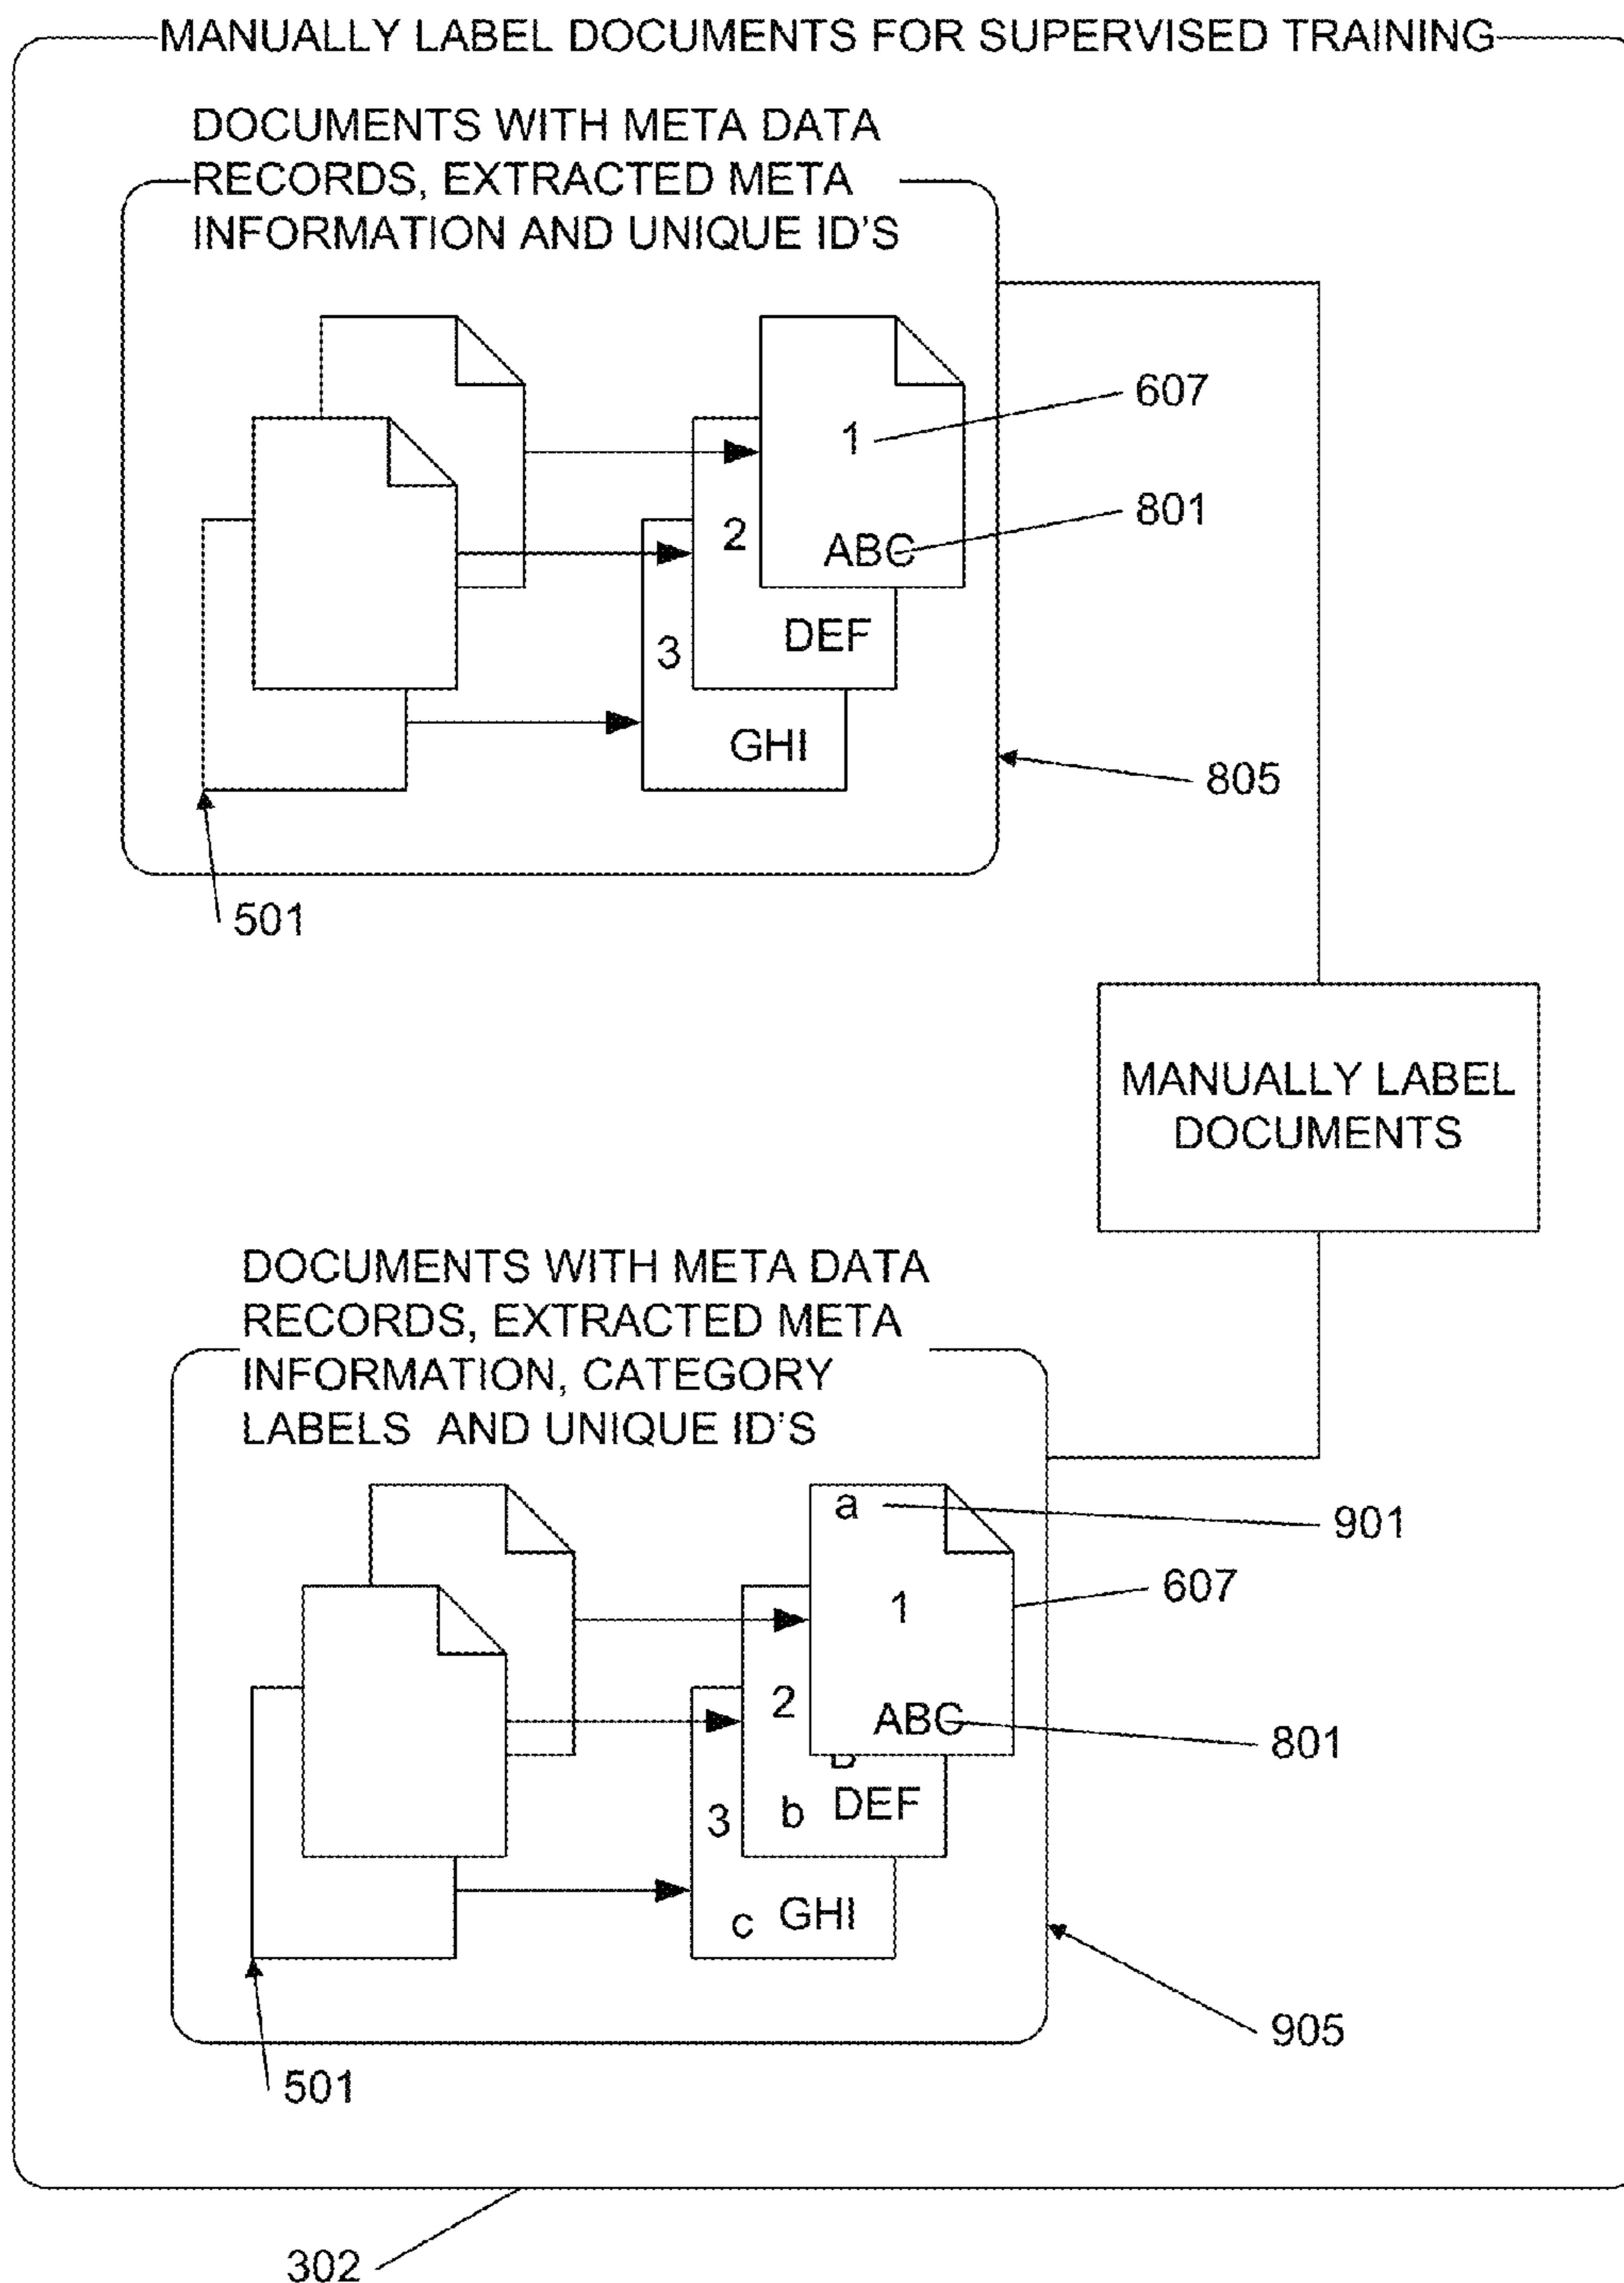 MANUALLY LABEL DOCUMENTS FOR SUPERVISED TRAINING
DOCUMENTS WITH META DATA
RECORDS, EXTRACTED META
INFORMATION AND UNIQUE ID'S
607
1
801
2
ABC
DEF
3
GHI
805
501
MANUALLY LABEL
DOCUMENTS
DOCUMENTS WITH META DATA
RECORDS, EXTRACTED META
INFORMATION, CATEGORY
LABELS AND UNIQUE ID'S
a
901
607
1
2
ABC
801
3
b
DEF
c
GHI
905
501
302